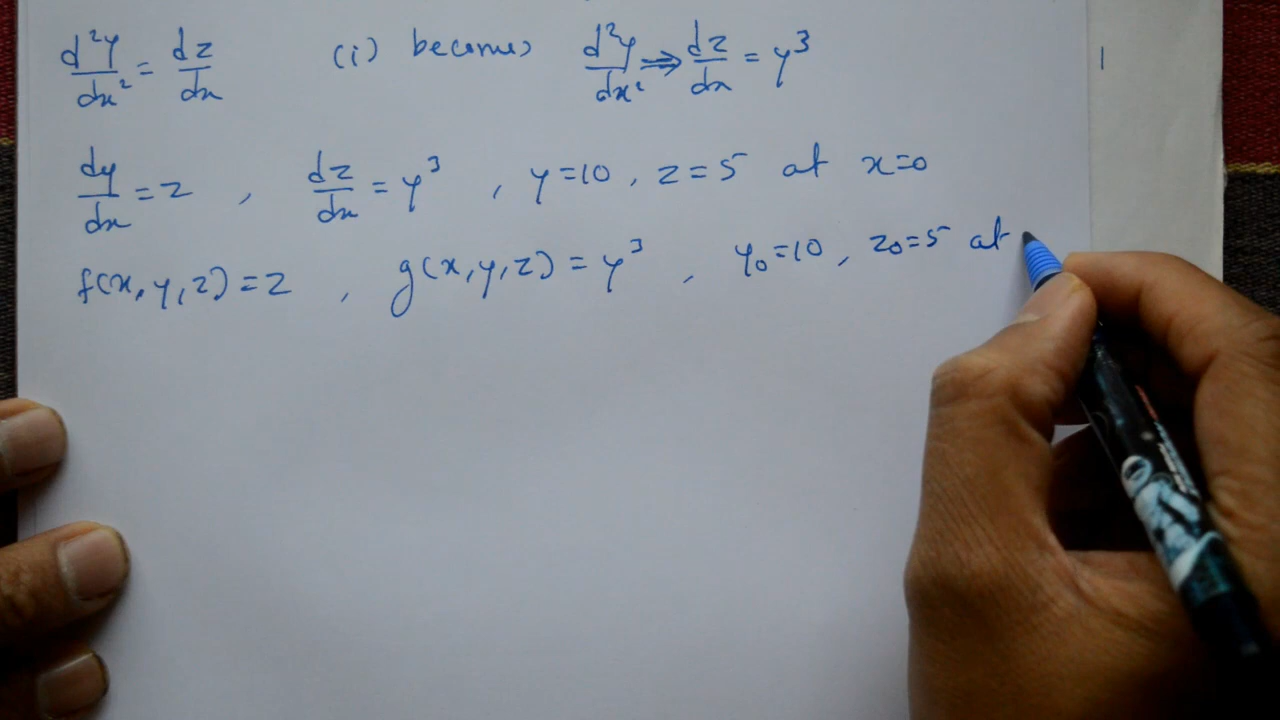 d²y/dx² = dz/dx (i) becomes d²y/dx² ⇒ dz/dx = y³
dy/dx = z , dz/dx = y³ , y=10 , z=5 at x=0
f(x,y,z)=z , g(x,y,z)=y³ , y₀=10 , z₀=5 at